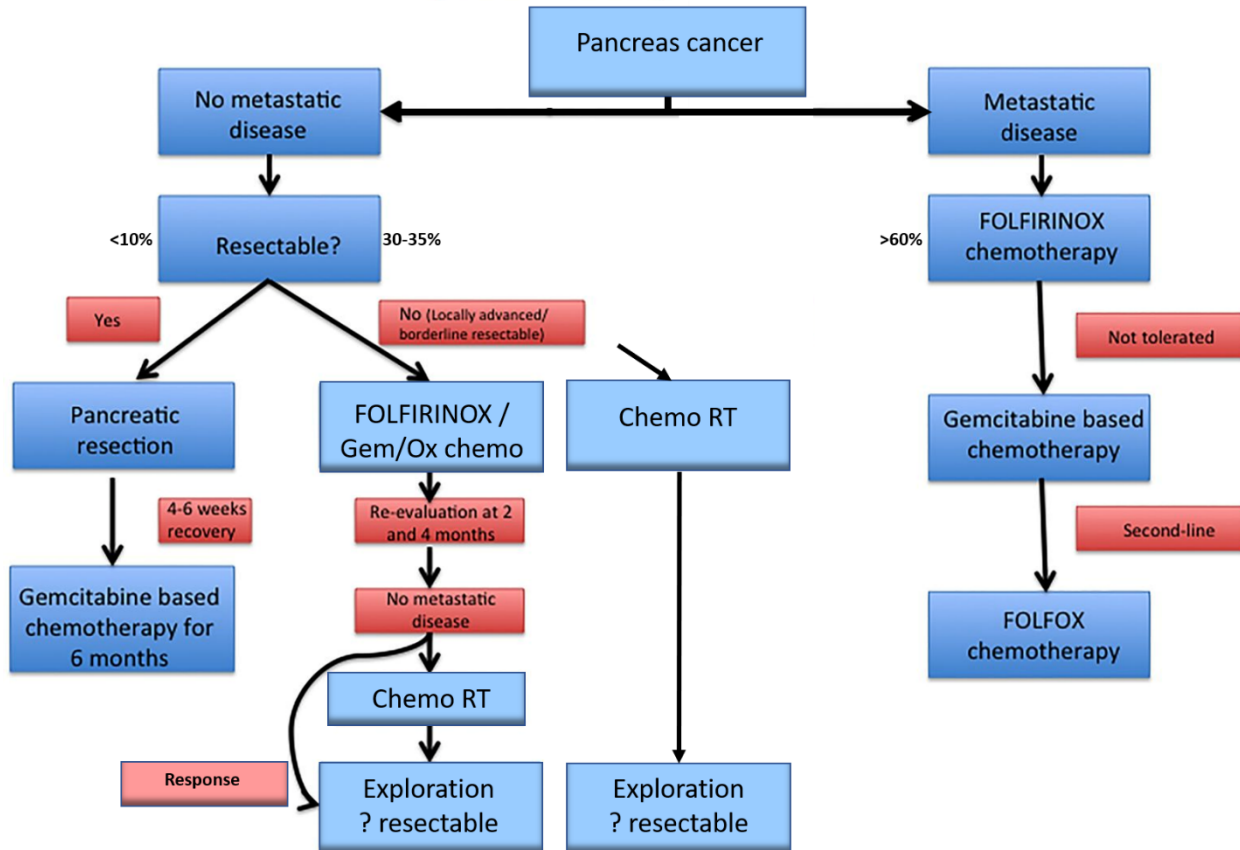 Pancreas cancer
No metastatic
disease
Metastatic
disease
<10%
Resectable?
30-35%
>60%
FOLFIRINOX
chemotherapy
Yes
No (Locally advanced/
borderline resectable)
Not tolerated
Pancreatic
resection
FOLFIRINOX /
Gem/Ox chemo
Chemo RT
Gemcitabine based
chemotherapy
4-6 weeks
recovery
Re-evaluation at 2
and 4 months
Second-line
Gemcitabine based
chemotherapy for
6 months
No metastatic
disease
FOLFOX
chemotherapy
Chemo RT
Response
Exploration
? resectable
Exploration
? resectable